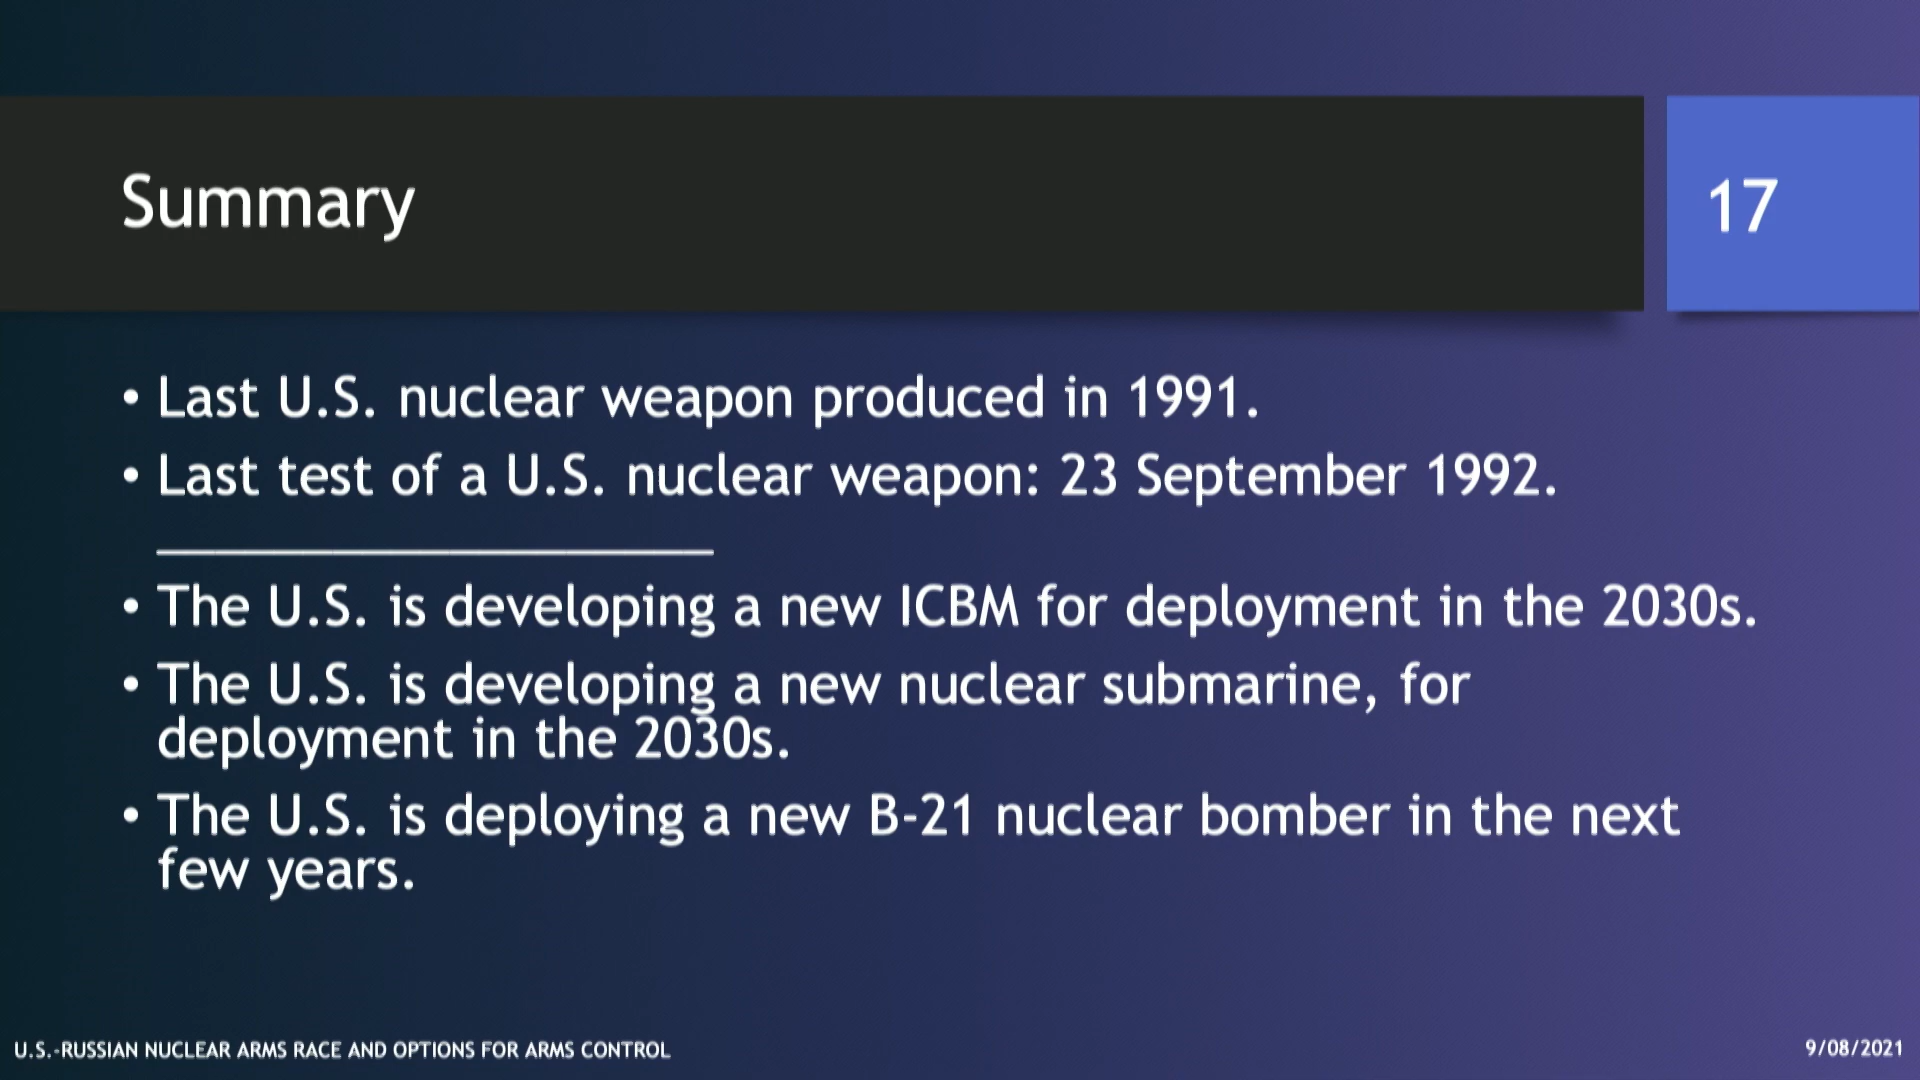 Summary
17
• Last U.S. nuclear weapon produced in 1991.
• Last test of a U.S. nuclear weapon: 23 September 1992.
• The U.S. is developing a new ICBM for deployment in the 2030s.
• The U.S. is developing a new nuclear submarine, for
deployment in the 2030s.
• The U.S. is deploying a new B-21 nuclear bomber in the next
few years.
U.S.-RUSSIAN NUCLEAR ARMS RACE AND OPTIONS FOR ARMS CONTROL
9/08/2021